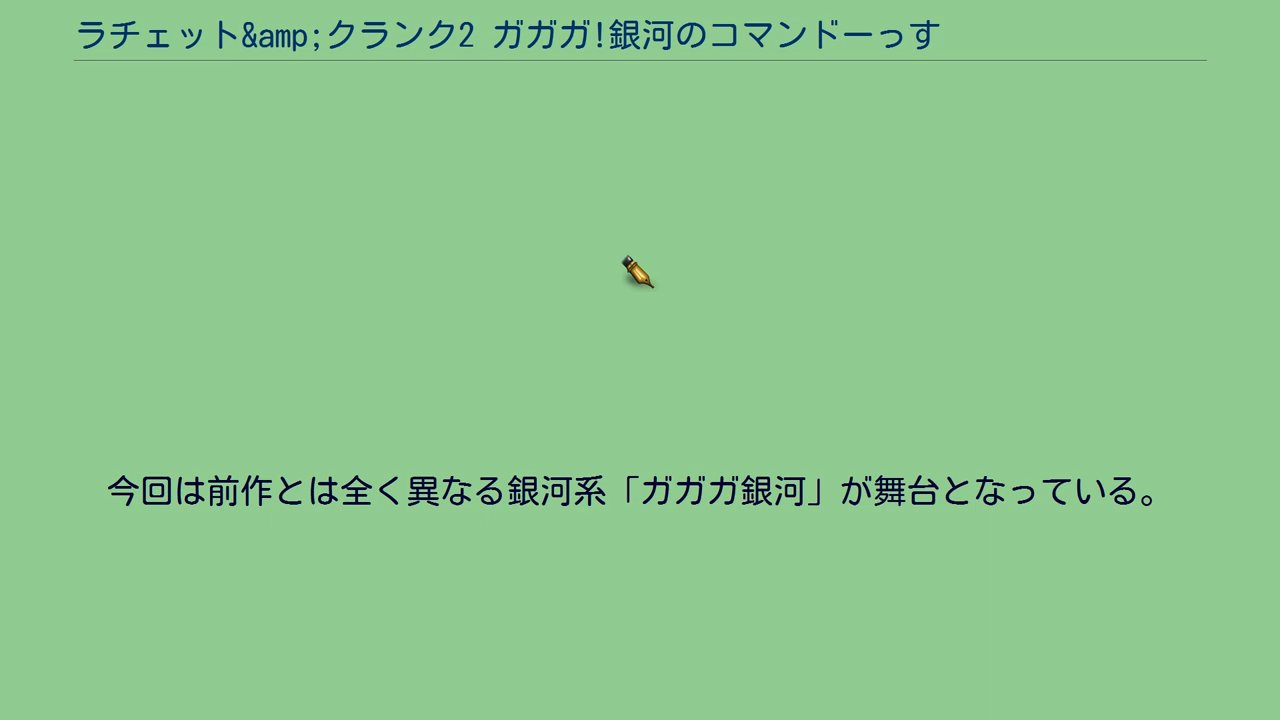 ラチェット&amp;クランク2 ガガガ!銀河のコマンドーっす
今回は前作とは全く異なる銀河系「ガガガ銀河」が舞台となっている。